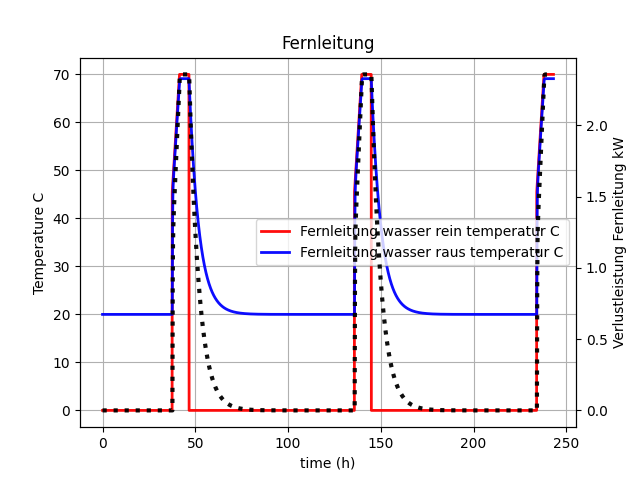 Fernleitung
70
60
50
40
30
20
10
0
Temperature C
2.0
1.5
1.0
0.5
0.0
Verlustleistung Fernleitung kW
Fernleitung wasser rein temperatur C
Fernleitung wasser raus temperatur C
0 50 100 150 200 250
time (h)